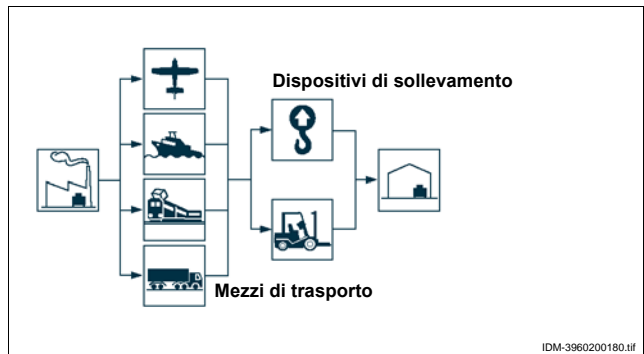 Dispositivi di sollevamento
Mezzi di trasporto
IDM-3960200180.tif